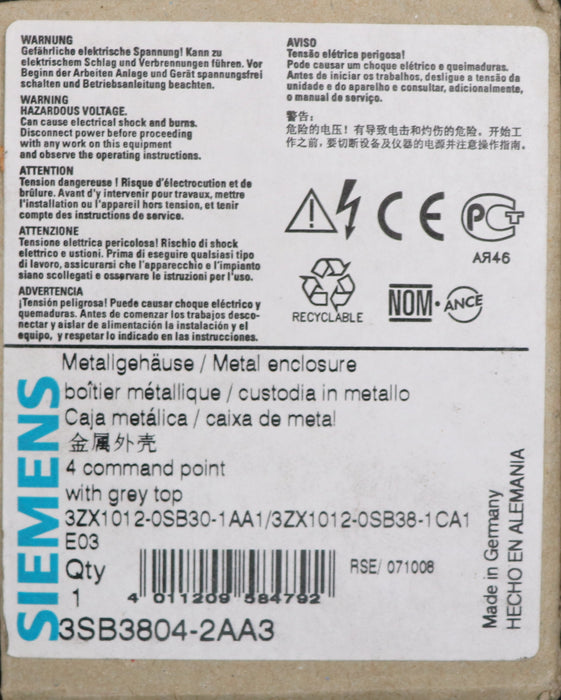 WARNUNG
Gefährliche elektrische Spannung! Kann zu
elektrischem Schlag und Verbrennungen führen. Vor
Beginn der Arbeiten Anlage und Gerät spannungsfrei
schalten und Betriebsanleitung beachten.
WARNING
HAZARDOUS VOLTAGE.
Can cause electrical shock and burns.
Disconnect power before proceeding
with any work on this equipment
and observe the operating instructions.
ATTENTION
Tension dangereuse ! Risque d'électrocution et de
brûlure. Avant d'y intervenir pour travaux, mettre
l'installation ou l'appareil hors tension, et tenir
compte des instructions de service.
ATTENZIONE
Tensione elettrica pericolosa! Rischio di shock
elettrico e ustioni. Prima di eseguire qualsiasi tipo
di lavoro, assicurarsi che l'apparecchio e l'impianto
siano scollegati e osservare le istruzioni per l'uso.
ADVERTENCIA
¡Tensión peligrosa! Puede causar choque eléctrico y
quemaduras. Antes de comenzar los trabajos desco-
nectar y aislar de alimentación la instalación y el
equipo, y respetar lo indicado en las instrucciones.
AVISO
Tensão elétrica perigosa!
Pode causar um choque elétrico e queimaduras.
Antes de iniciar os trabalhos, desligue a tensão da
unidade e do aparelho e consultar, adicionalmente,
o manual de serviço.
警告:
危险的电压! 有导致电击和灼伤的危险。开始工
作之前,要切断设备及仪器的电源并注意操作指南。
CE
РСТ
АЯ46
RECYCLABLE
NOM·ANCE
SIEMENS
Metallgehäuse / Metal enclosure
boîtier métallique / custodia in metallo
Caja metálica / caixa de metal
金属外壳
4 command point
with grey top
3ZX1012-0SB30-1AA1/3ZX1012-0SB38-1CA1
E03
Qty
1
4 011209 584792
RSE/ 071008
3SB3804-2AA3
Made in Germany
HECHO EN ALEMANIA